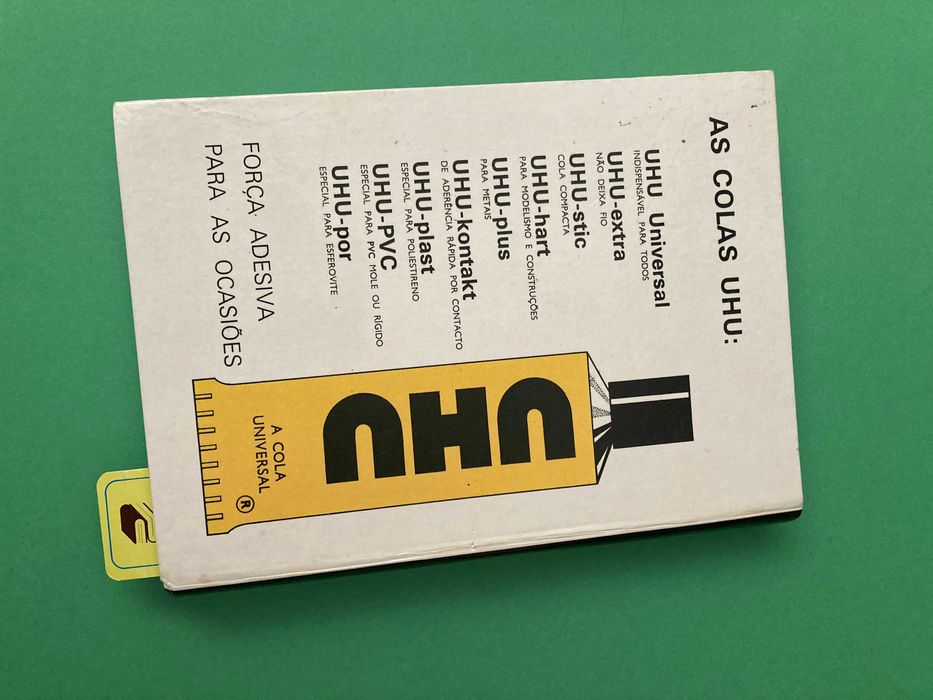 AS COLAS UHU:
UHU Universal
INDISPENSÁVEL PARA TODOS
UHU-extra
NÃO DEIXA FIO
UHU-stic
COLA COMPACTA
UHU-hart
PARA MODELISMO E CONSTRUÇÕES
UHU-plus
PARA METAIS
UHU-kontakt
DE ADERÊNCIA RÁPIDA POR CONTACTO
UHU-plast
ESPECIAL PARA POLIESTIRENO
UHU-PVC
ESPECIAL PARA PVC MOLE OU RÍGIDO
UHU-por
ESPECIAL PARA ESFEROVITE
FORÇA ADESIVA
PARA AS OCASIÕES
UHU
A COLA
UNIVERSAL
®